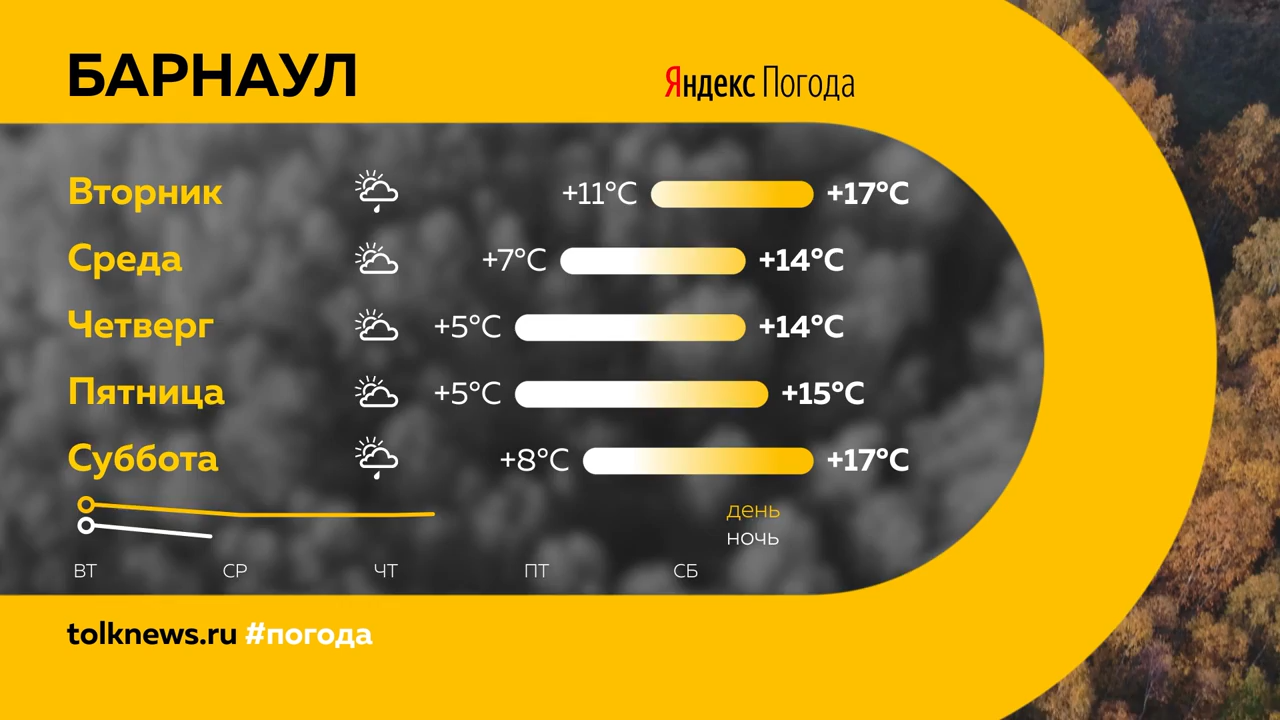 БАРНАУЛ
Яндекс Погода
Вторник +11°C +17°C
Среда +7°C +14°C
Четверг +5°C +14°C
Пятница +5°C +15°C
Суббота +8°C +17°C
день
ночь
ВТ СР ЧТ ПТ СБ
tolknews.ru #погода